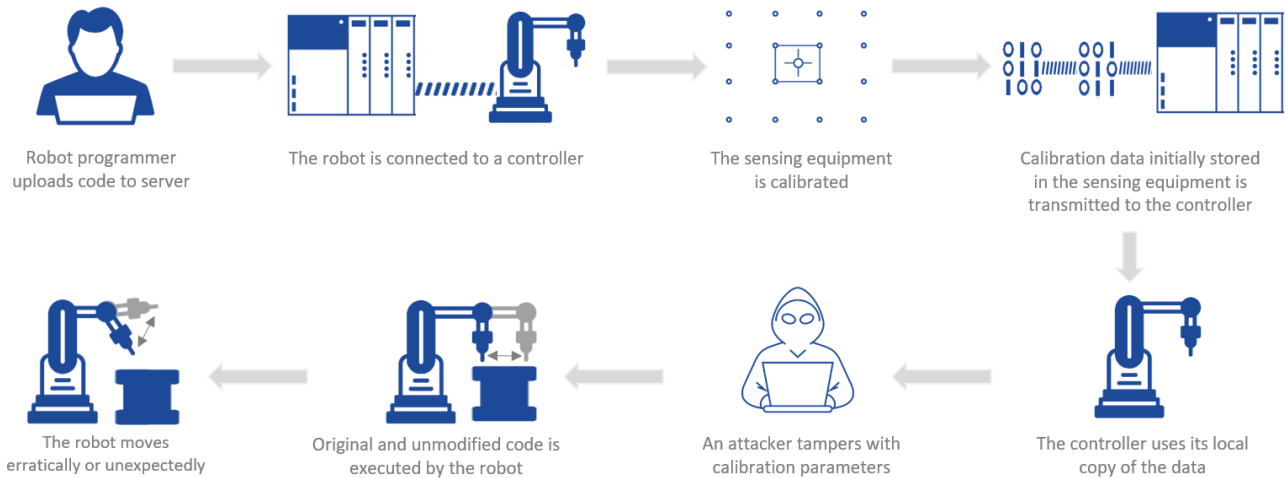 Robot programmer
uploads code to server
The robot is connected to a controller
The sensing equipment
is calibrated
Calibration data initially stored
in the sensing equipment is
transmitted to the controller
The controller uses its local
copy of the data
An attacker tampers with
calibration parameters
Original and unmodified code is
executed by the robot
The robot moves
erratically or unexpectedly